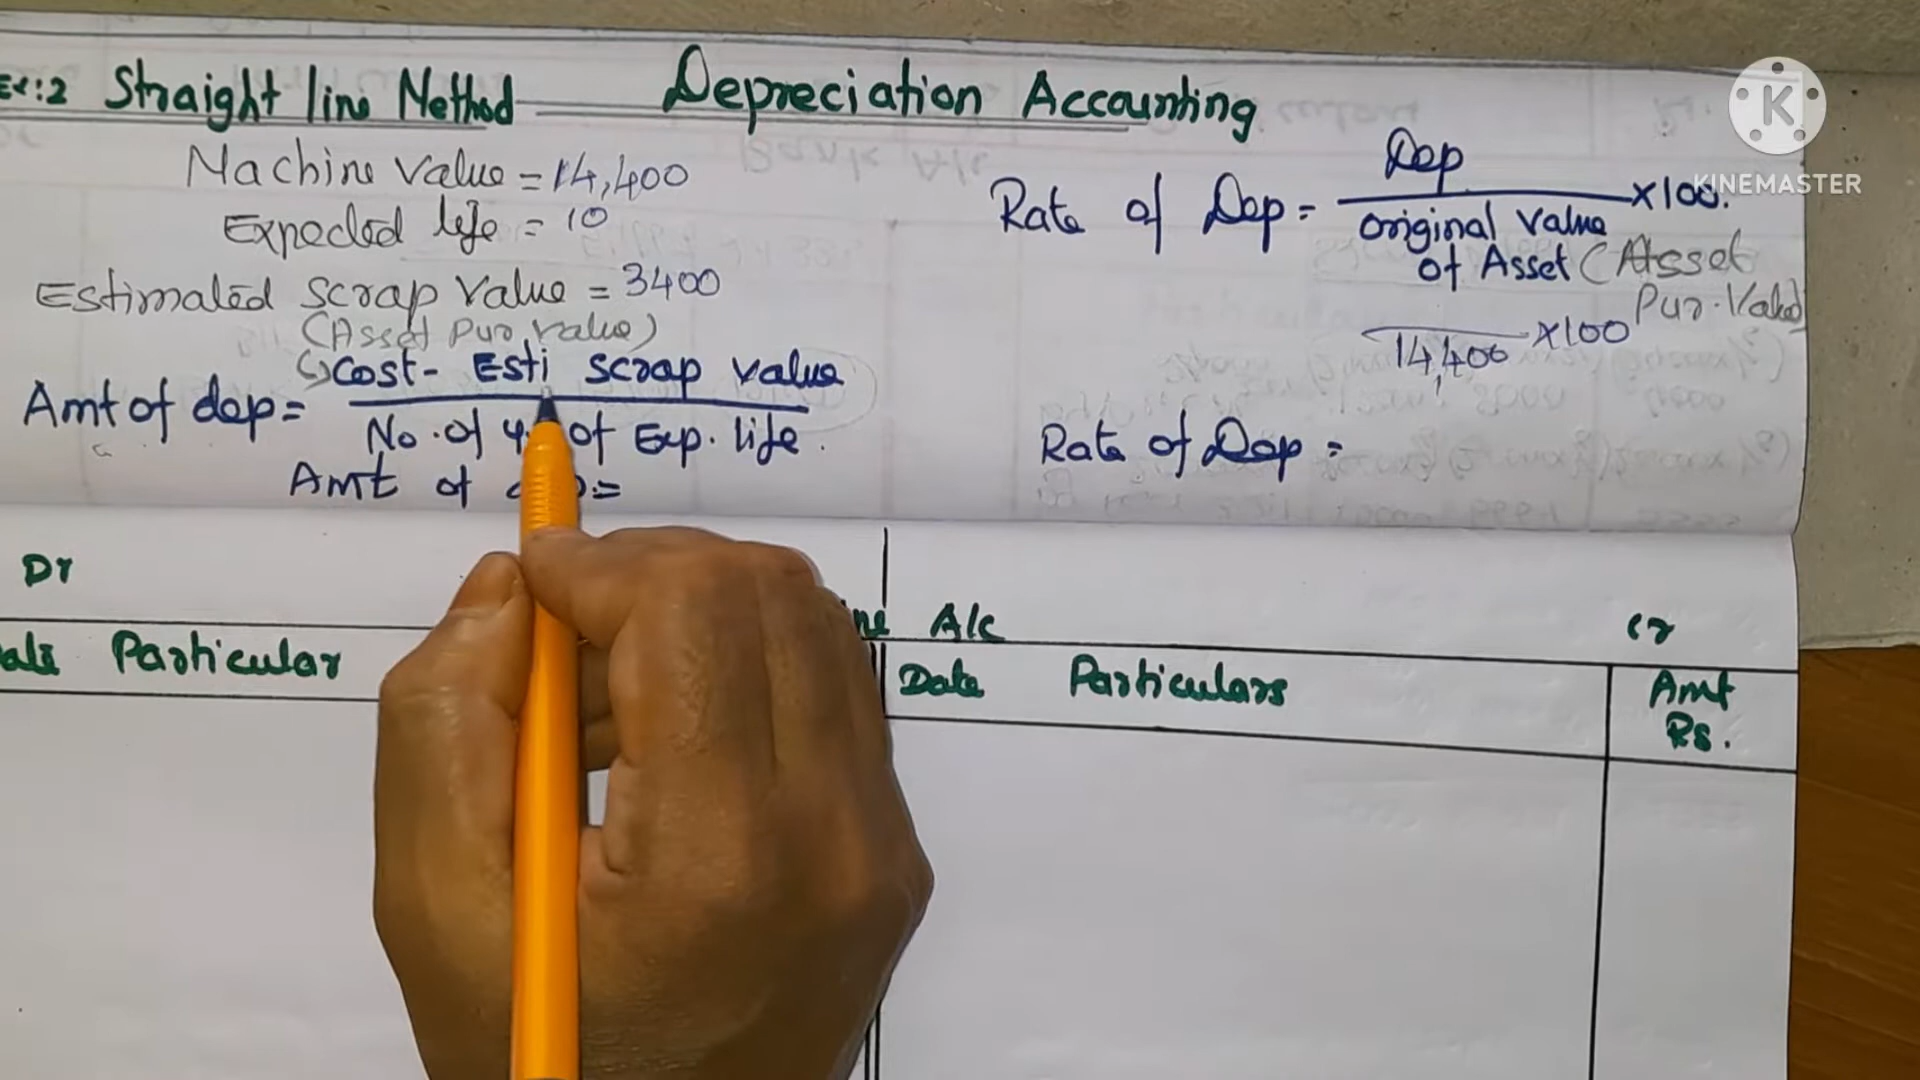 Ex:2 Straight line Method
Depreciation Accounting
Machine value = 14,400
Expected life = 10
Estimated scrap value = 3400
(Asset Pur value)
Amt of dep = Cost - Esti scrap value
No. of y. of Exp. life.
Amt of =
Rate of Dep = Dep ×100.
original value
of Asset (Asset
Pur. Value)
14,400 ×100
Rate of Dep =
Dr
A/c
Cr
Particular
Date Particulars
Amt
Rs.
K
KINEMASTER